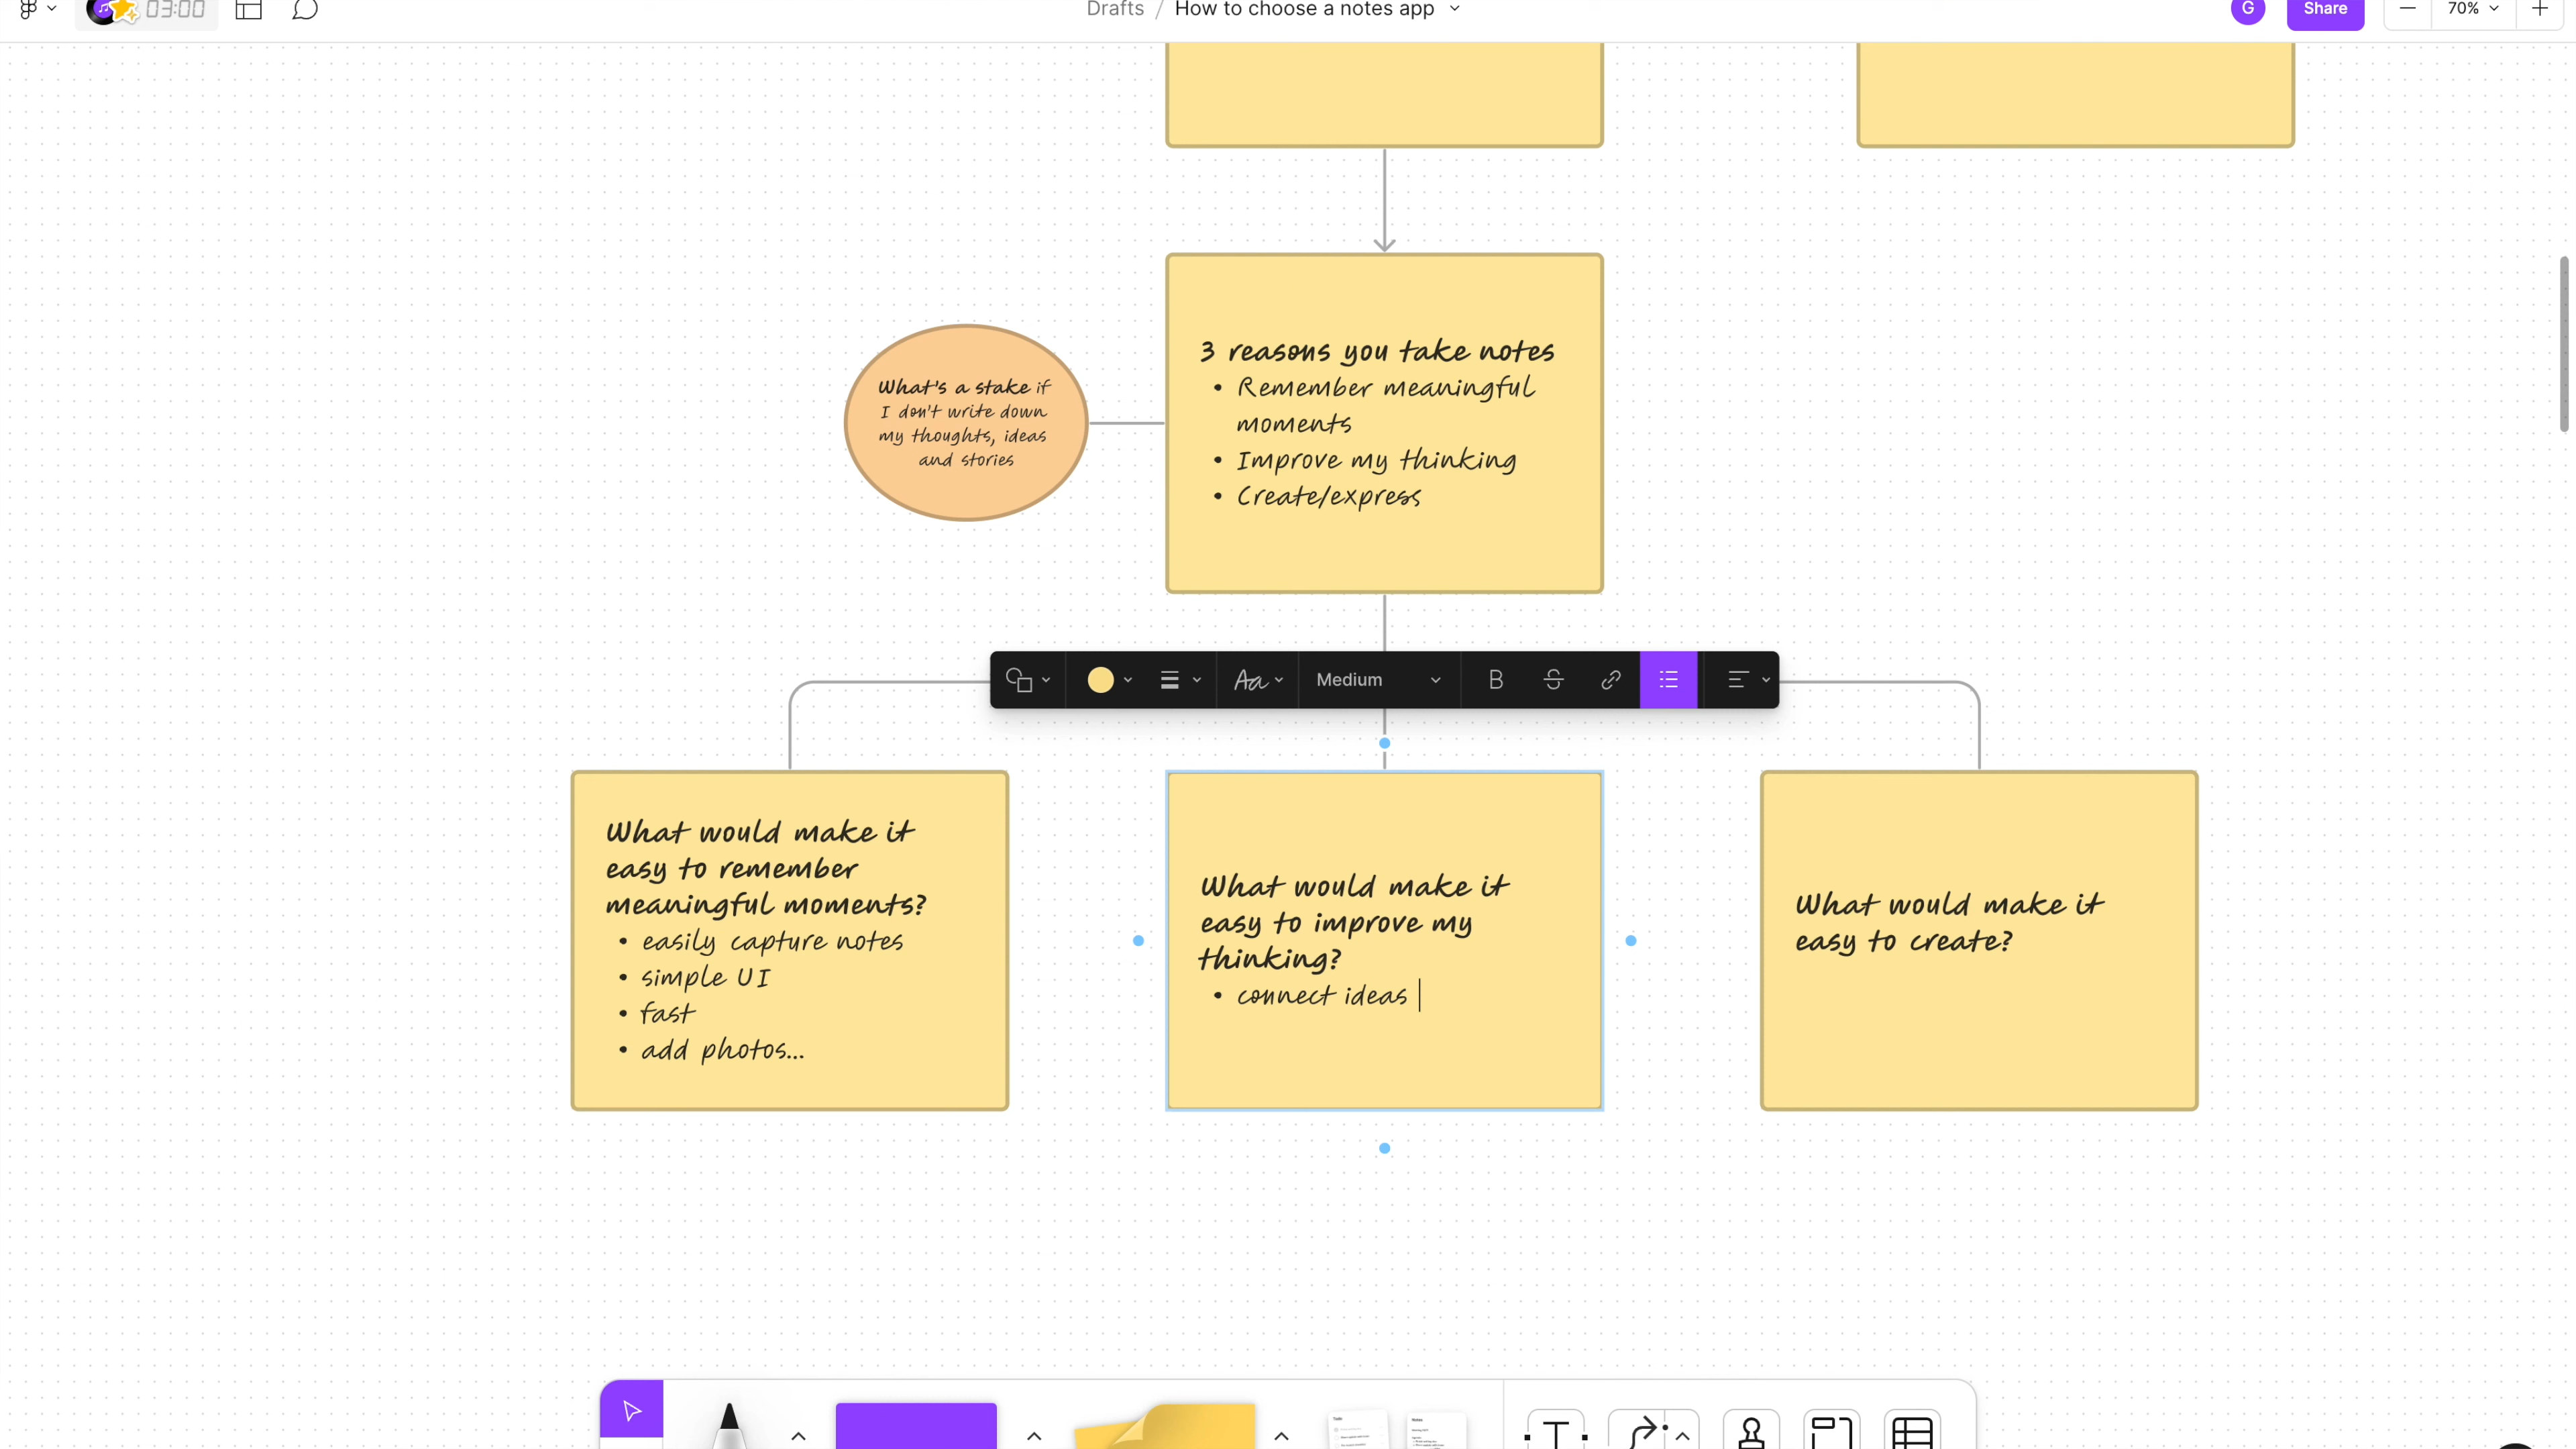 03:00
Drafts / How to choose a notes app
G
Share
70%
3 reasons you take notes
• Remember meaningful
moments
• Improve my thinking
• Create/express
What's a stake if
I don't write down
my thoughts, ideas
and stories
Aa
Medium
B
S
What would make it
easy to remember
meaningful moments?
• easily capture notes
• simple UI
• fast
• add photos...
What would make it
easy to improve my
thinking?
• connect ideas
What would make it
easy to create?
T